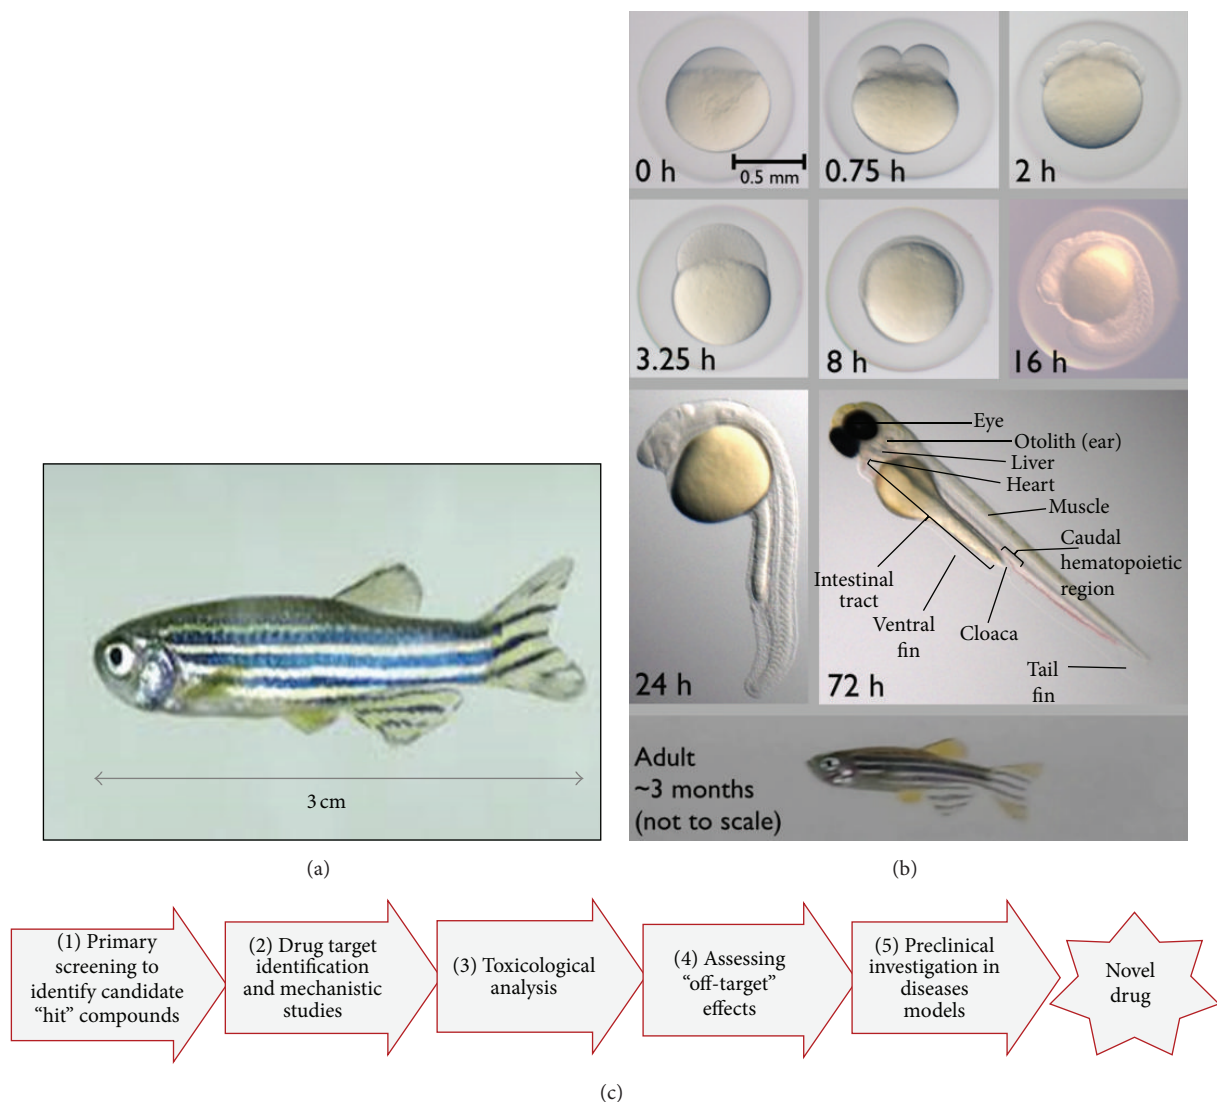 3 cm
(a)
0 h
0.5 mm
0.75 h
2 h
3.25 h
8 h
16 h
24 h
Eye
Otolith (ear)
Liver
Heart
Muscle
Caudal
hematopoietic
region
Intestinal
tract
Ventral
fin
Cloaca
Tail
fin
72 h
Adult
~3 months
(not to scale)
(b)
(1) Primary
screening to
identify candidate
“hit” compounds
(2) Drug target
identification
and mechanistic
studies
(3) Toxicological
analysis
(4) Assessing
“off-target”
effects
(5) Preclinical
investigation in
diseases
models
Novel
drug
(c)